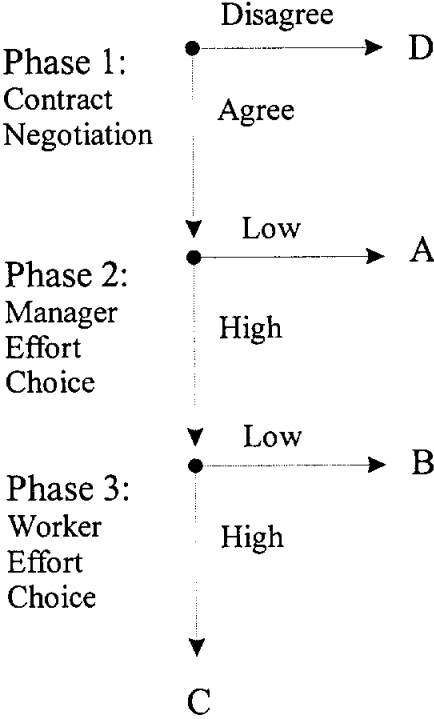 Disagree
D
Phase 1:
Contract
Negotiation
Agree
Low
A
Phase 2:
Manager
Effort
Choice
High
Low
B
Phase 3:
Worker
Effort
Choice
High
C